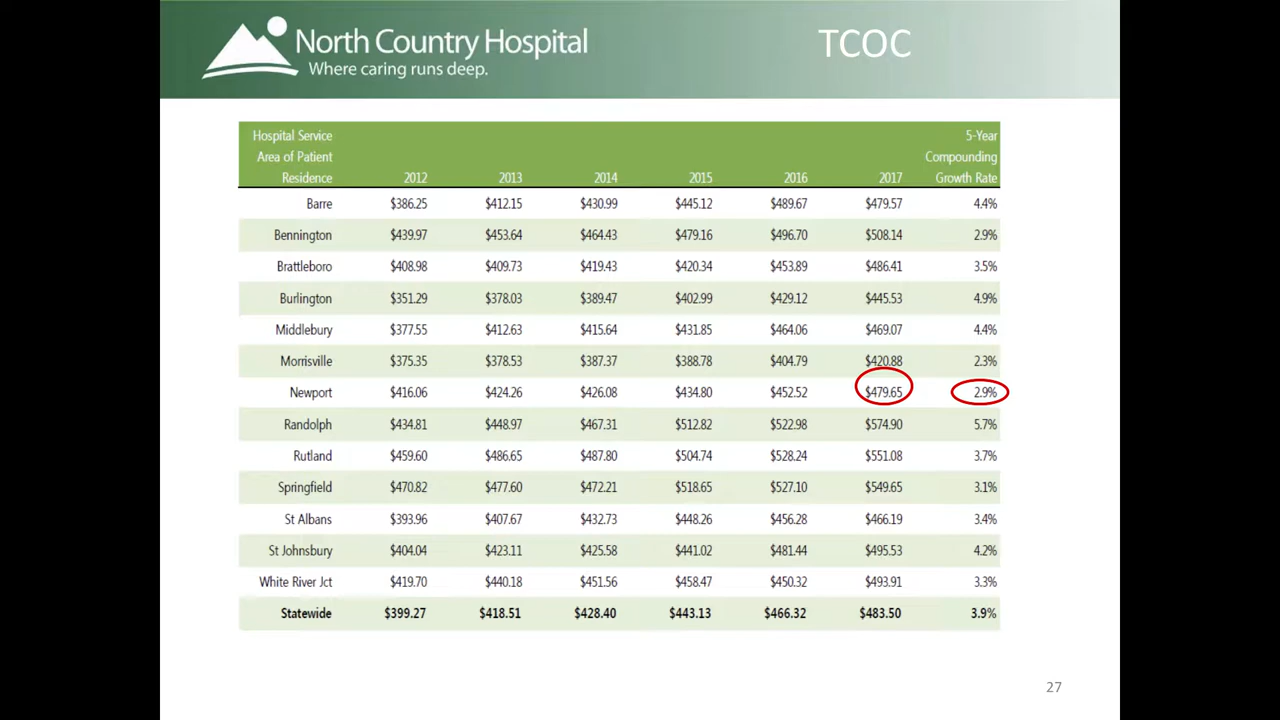 North Country Hospital
Where caring runs deep.
TCOC
Hospital Service
Area of Patient
Residence 2012 2013 2014 2015 2016 2017 5-Year Compounding Growth Rate
Barre $386.25 $412.15 $430.99 $445.12 $489.67 $479.57 4.4%
Bennington $439.97 $453.64 $464.43 $479.16 $496.70 $508.14 2.9%
Brattleboro $408.98 $409.73 $419.43 $420.34 $453.89 $486.41 3.5%
Burlington $351.29 $378.03 $389.47 $402.99 $429.12 $445.53 4.9%
Middlebury $377.55 $412.63 $415.64 $431.85 $464.06 $469.07 4.4%
Morrisville $375.35 $378.53 $387.37 $388.78 $404.79 $420.88 2.3%
Newport $416.06 $424.26 $426.08 $434.80 $452.52 $479.65 2.9%
Randolph $434.81 $448.97 $467.31 $512.82 $522.98 $574.90 5.7%
Rutland $459.60 $486.65 $487.80 $504.74 $528.24 $551.08 3.7%
Springfield $470.82 $477.60 $472.21 $518.65 $527.10 $549.65 3.1%
St Albans $393.96 $407.67 $432.73 $448.26 $456.28 $466.19 3.4%
St Johnsbury $404.04 $423.11 $425.58 $441.02 $481.44 $495.53 4.2%
White River Jct $419.70 $440.18 $451.56 $458.47 $450.32 $493.91 3.3%
Statewide $399.27 $418.51 $428.40 $443.13 $466.32 $483.50 3.9%
27